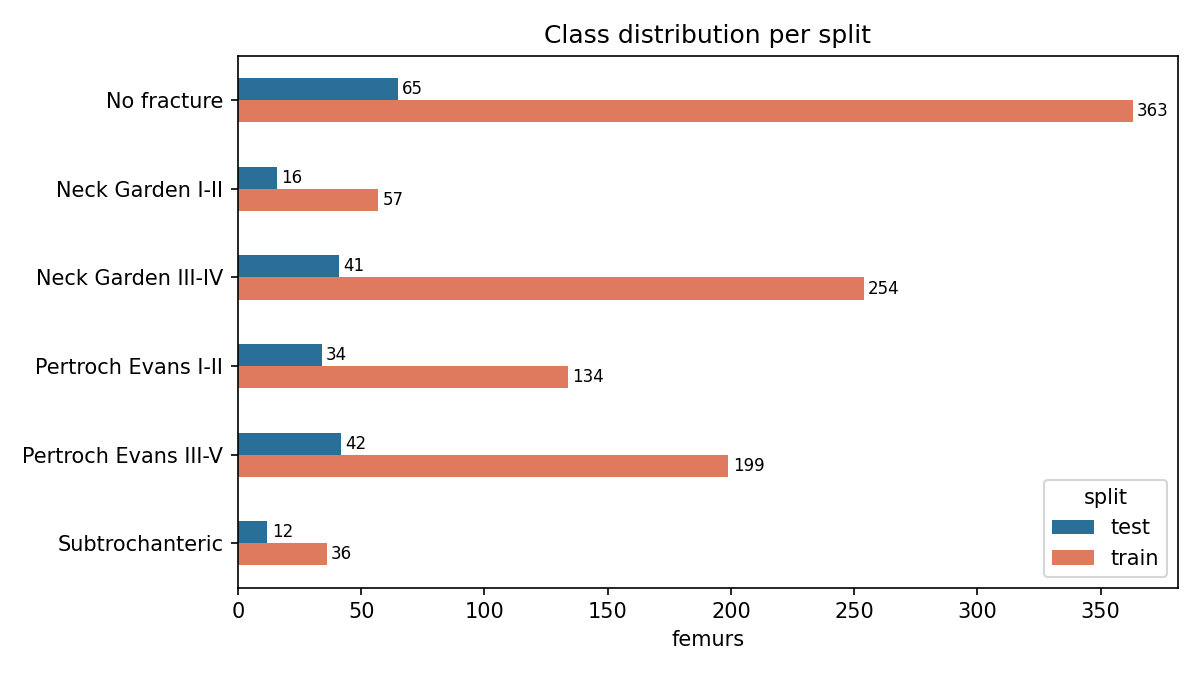 Class distribution per split
No fracture
65
363
Neck Garden I-II
16
57
Neck Garden III-IV
41
254
Pertroch Evans I-II
34
134
Pertroch Evans III-V
42
199
Subtrochanteric
12
36
split
test
train
0 50 100 150 200 250 300 350
femurs